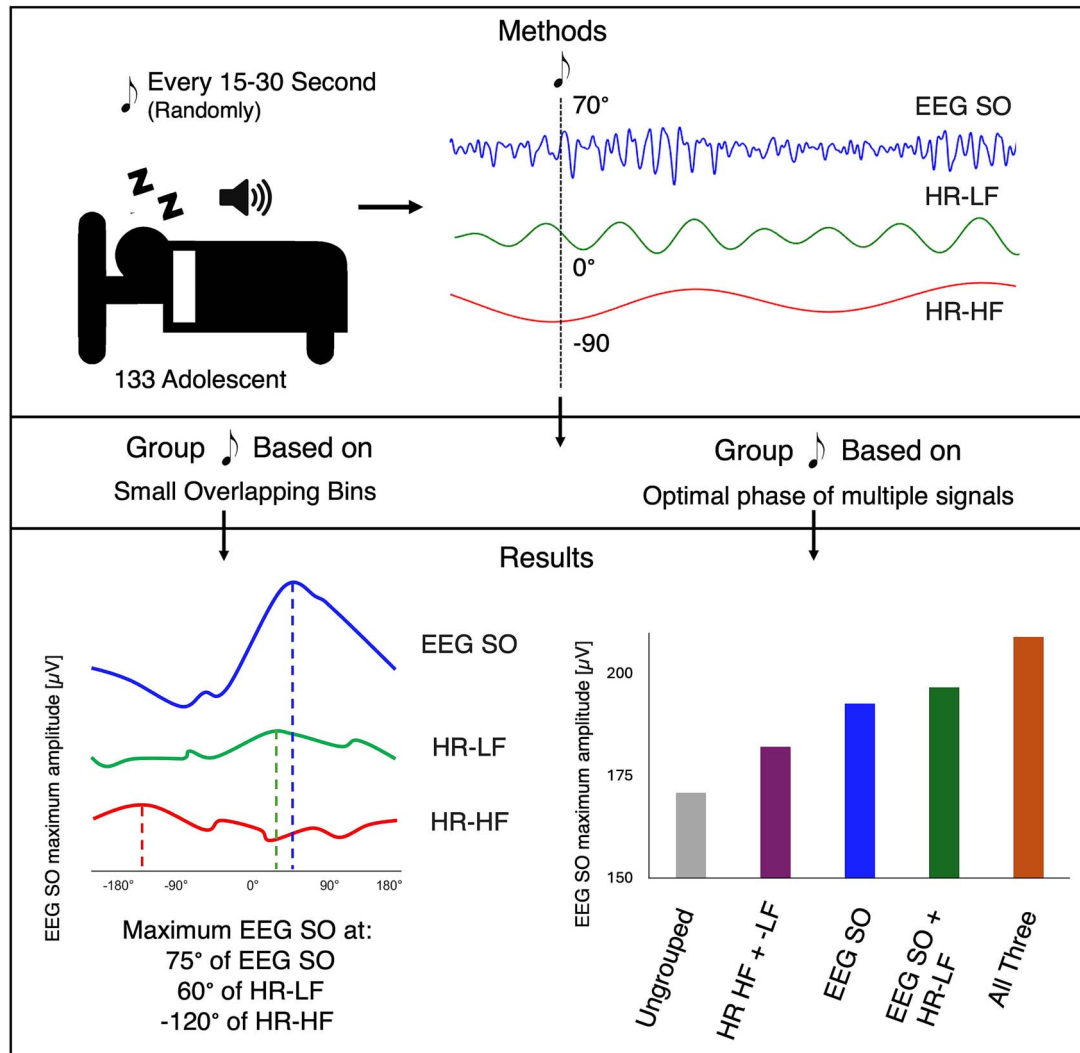 Methods
Every 15-30 Second
(Randomly)
Z
Z
133 Adolescent
70°
EEG SO
HR-LF
0°
HR-HF
-90
Group Based on
Small Overlapping Bins
Group Based on
Optimal phase of multiple signals
Results
EEG SO maximum amplitude [µV]
EEG SO
HR-LF
HR-HF
-180° -90° 0° 90° 180°
Maximum EEG SO at:
75° of EEG SO
60° of HR-LF
-120° of HR-HF
EEG SO maximum amplitude [µV]
200
175
150
Ungrouped
HR HF + -LF
EEG SO
EEG SO +
HR-LF
All Three